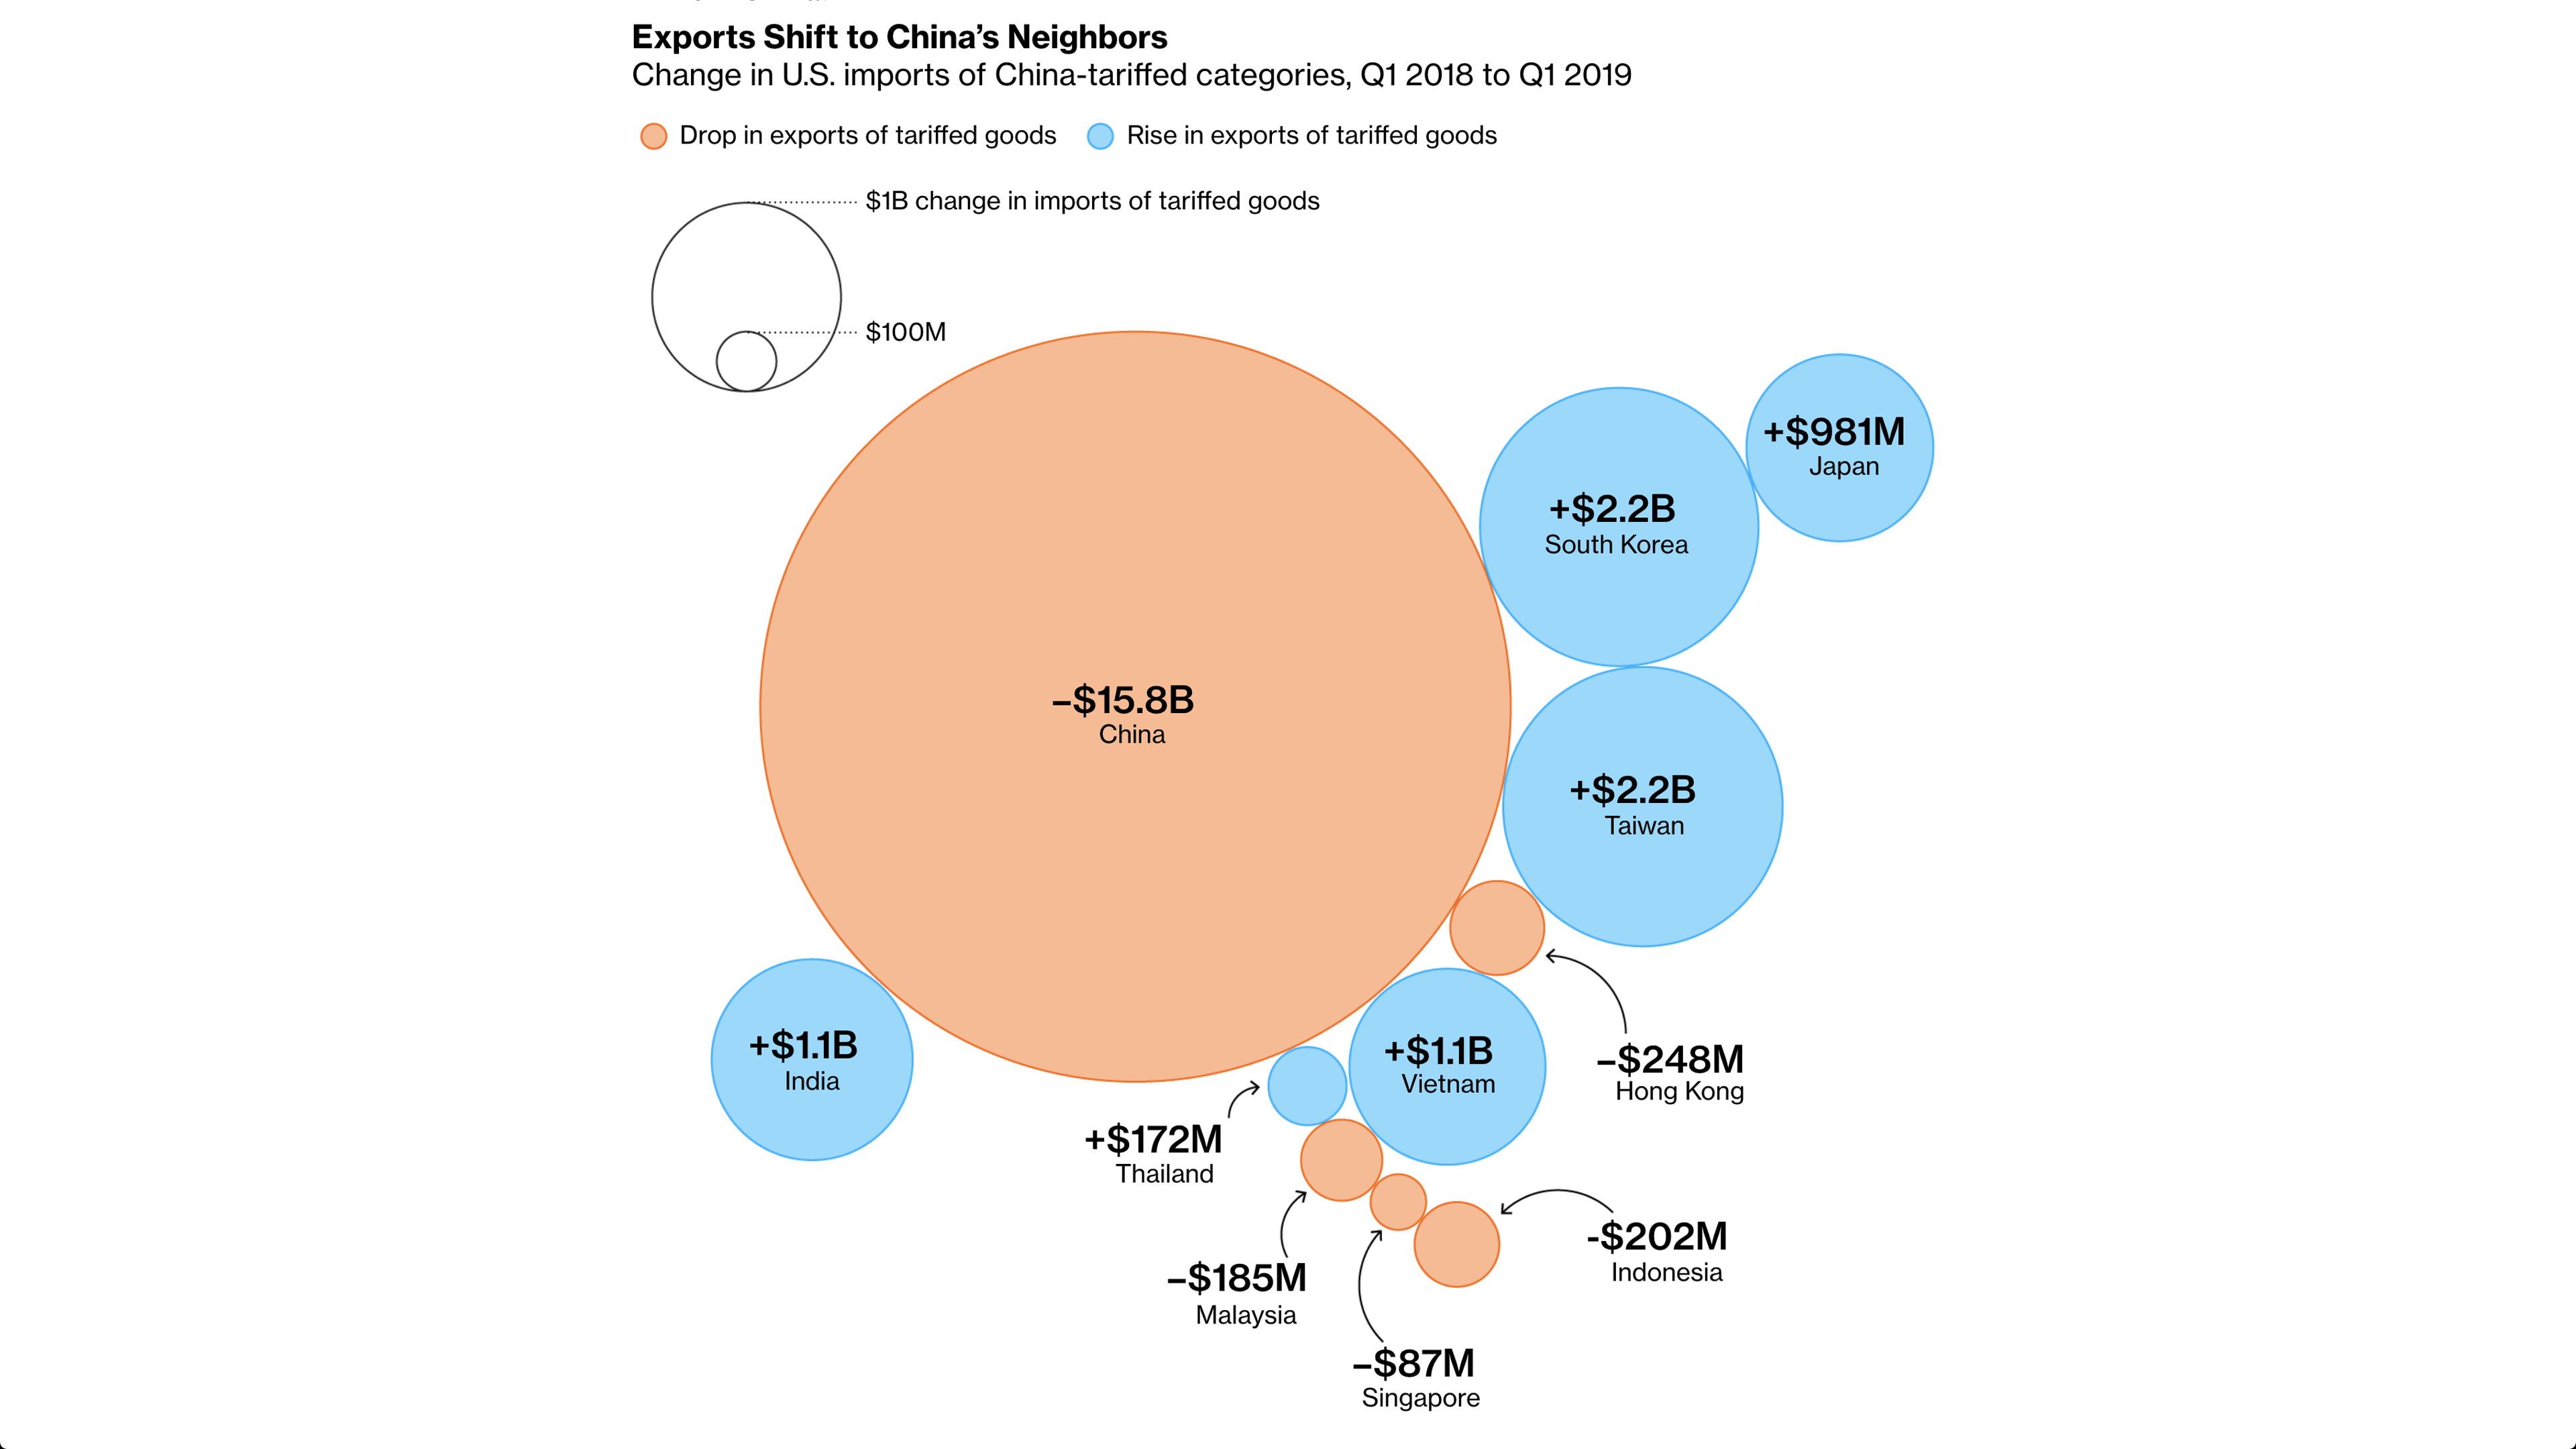 Exports Shift to China’s Neighbors
Change in U.S. imports of China-tariffed categories, Q1 2018 to Q1 2019
Drop in exports of tariffed goods
Rise in exports of tariffed goods
$1B change in imports of tariffed goods
$100M
+$981M
Japan
+$2.2B
South Korea
–$15.8B
China
+$2.2B
Taiwan
+$1.1B
India
+$1.1B
Vietnam
–$248M
Hong Kong
+$172M
Thailand
–$185M
Malaysia
-$202M
Indonesia
–$87M
Singapore